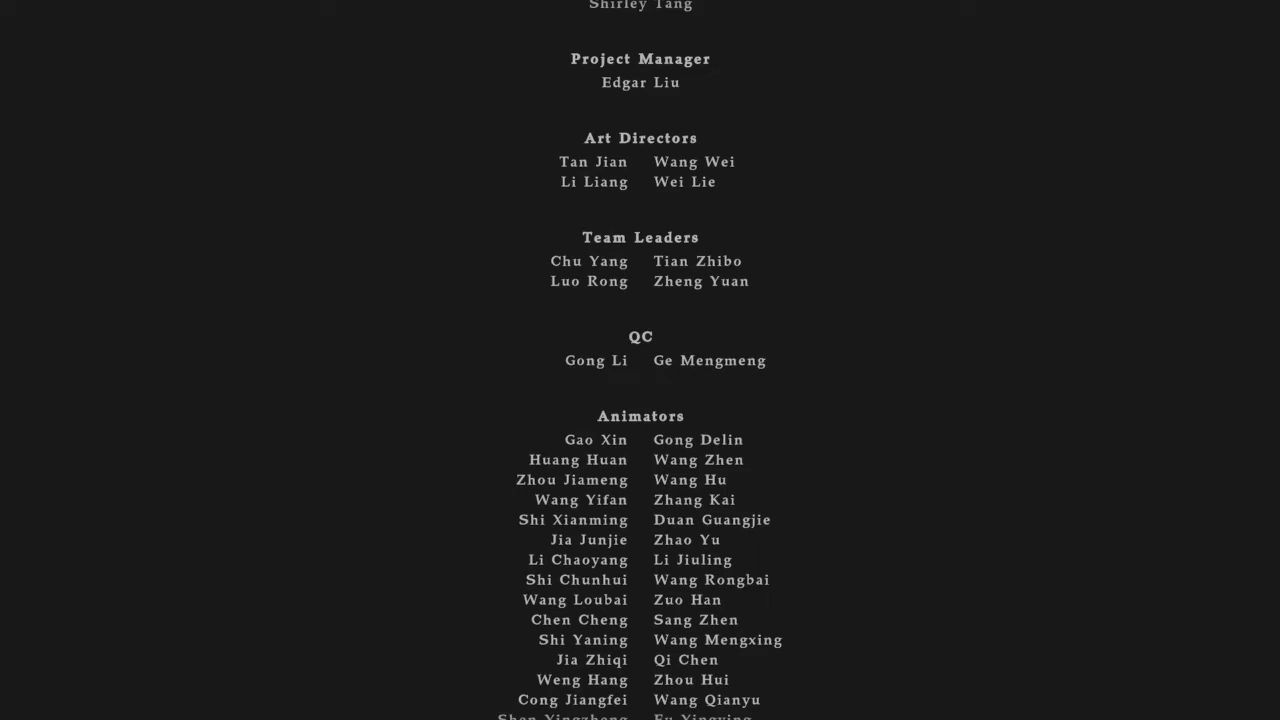 Shirley Tang
Project Manager
Edgar Liu
Art Directors
Tan Jian Wang Wei
Li Liang Wei Lie
Team Leaders
Chu Yang Tian Zhibo
Luo Rong Zheng Yuan
QC
Gong Li Ge Mengmeng
Animators
Gao Xin Gong Delin
Huang Huan Wang Zhen
Zhou Jiameng Wang Hu
Wang Yifan Zhang Kai
Shi Xianming Duan Guangjie
Jia Junjie Zhao Yu
Li Chaoyang Li Jiuling
Shi Chunhui Wang Rongbai
Wang Loubai Zuo Han
Chen Cheng Sang Zhen
Shi Yaning Wang Mengxing
Jia Zhiqi Qi Chen
Weng Hang Zhou Hui
Cong Jiangfei Wang Qianyu